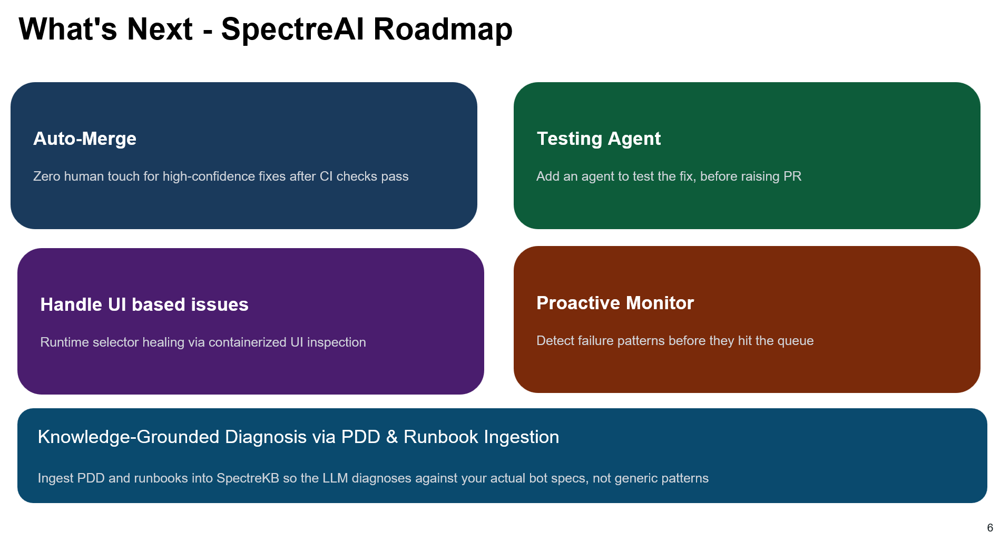 What's Next - SpectreAI Roadmap
Auto-Merge
Zero human touch for high-confidence fixes after CI checks pass
Testing Agent
Add an agent to test the fix, before raising PR
Handle UI based issues
Runtime selector healing via containerized UI inspection
Proactive Monitor
Detect failure patterns before they hit the queue
Knowledge-Grounded Diagnosis via PDD & Runbook Ingestion
Ingest PDD and runbooks into SpectreKB so the LLM diagnoses against your actual bot specs, not generic patterns
6